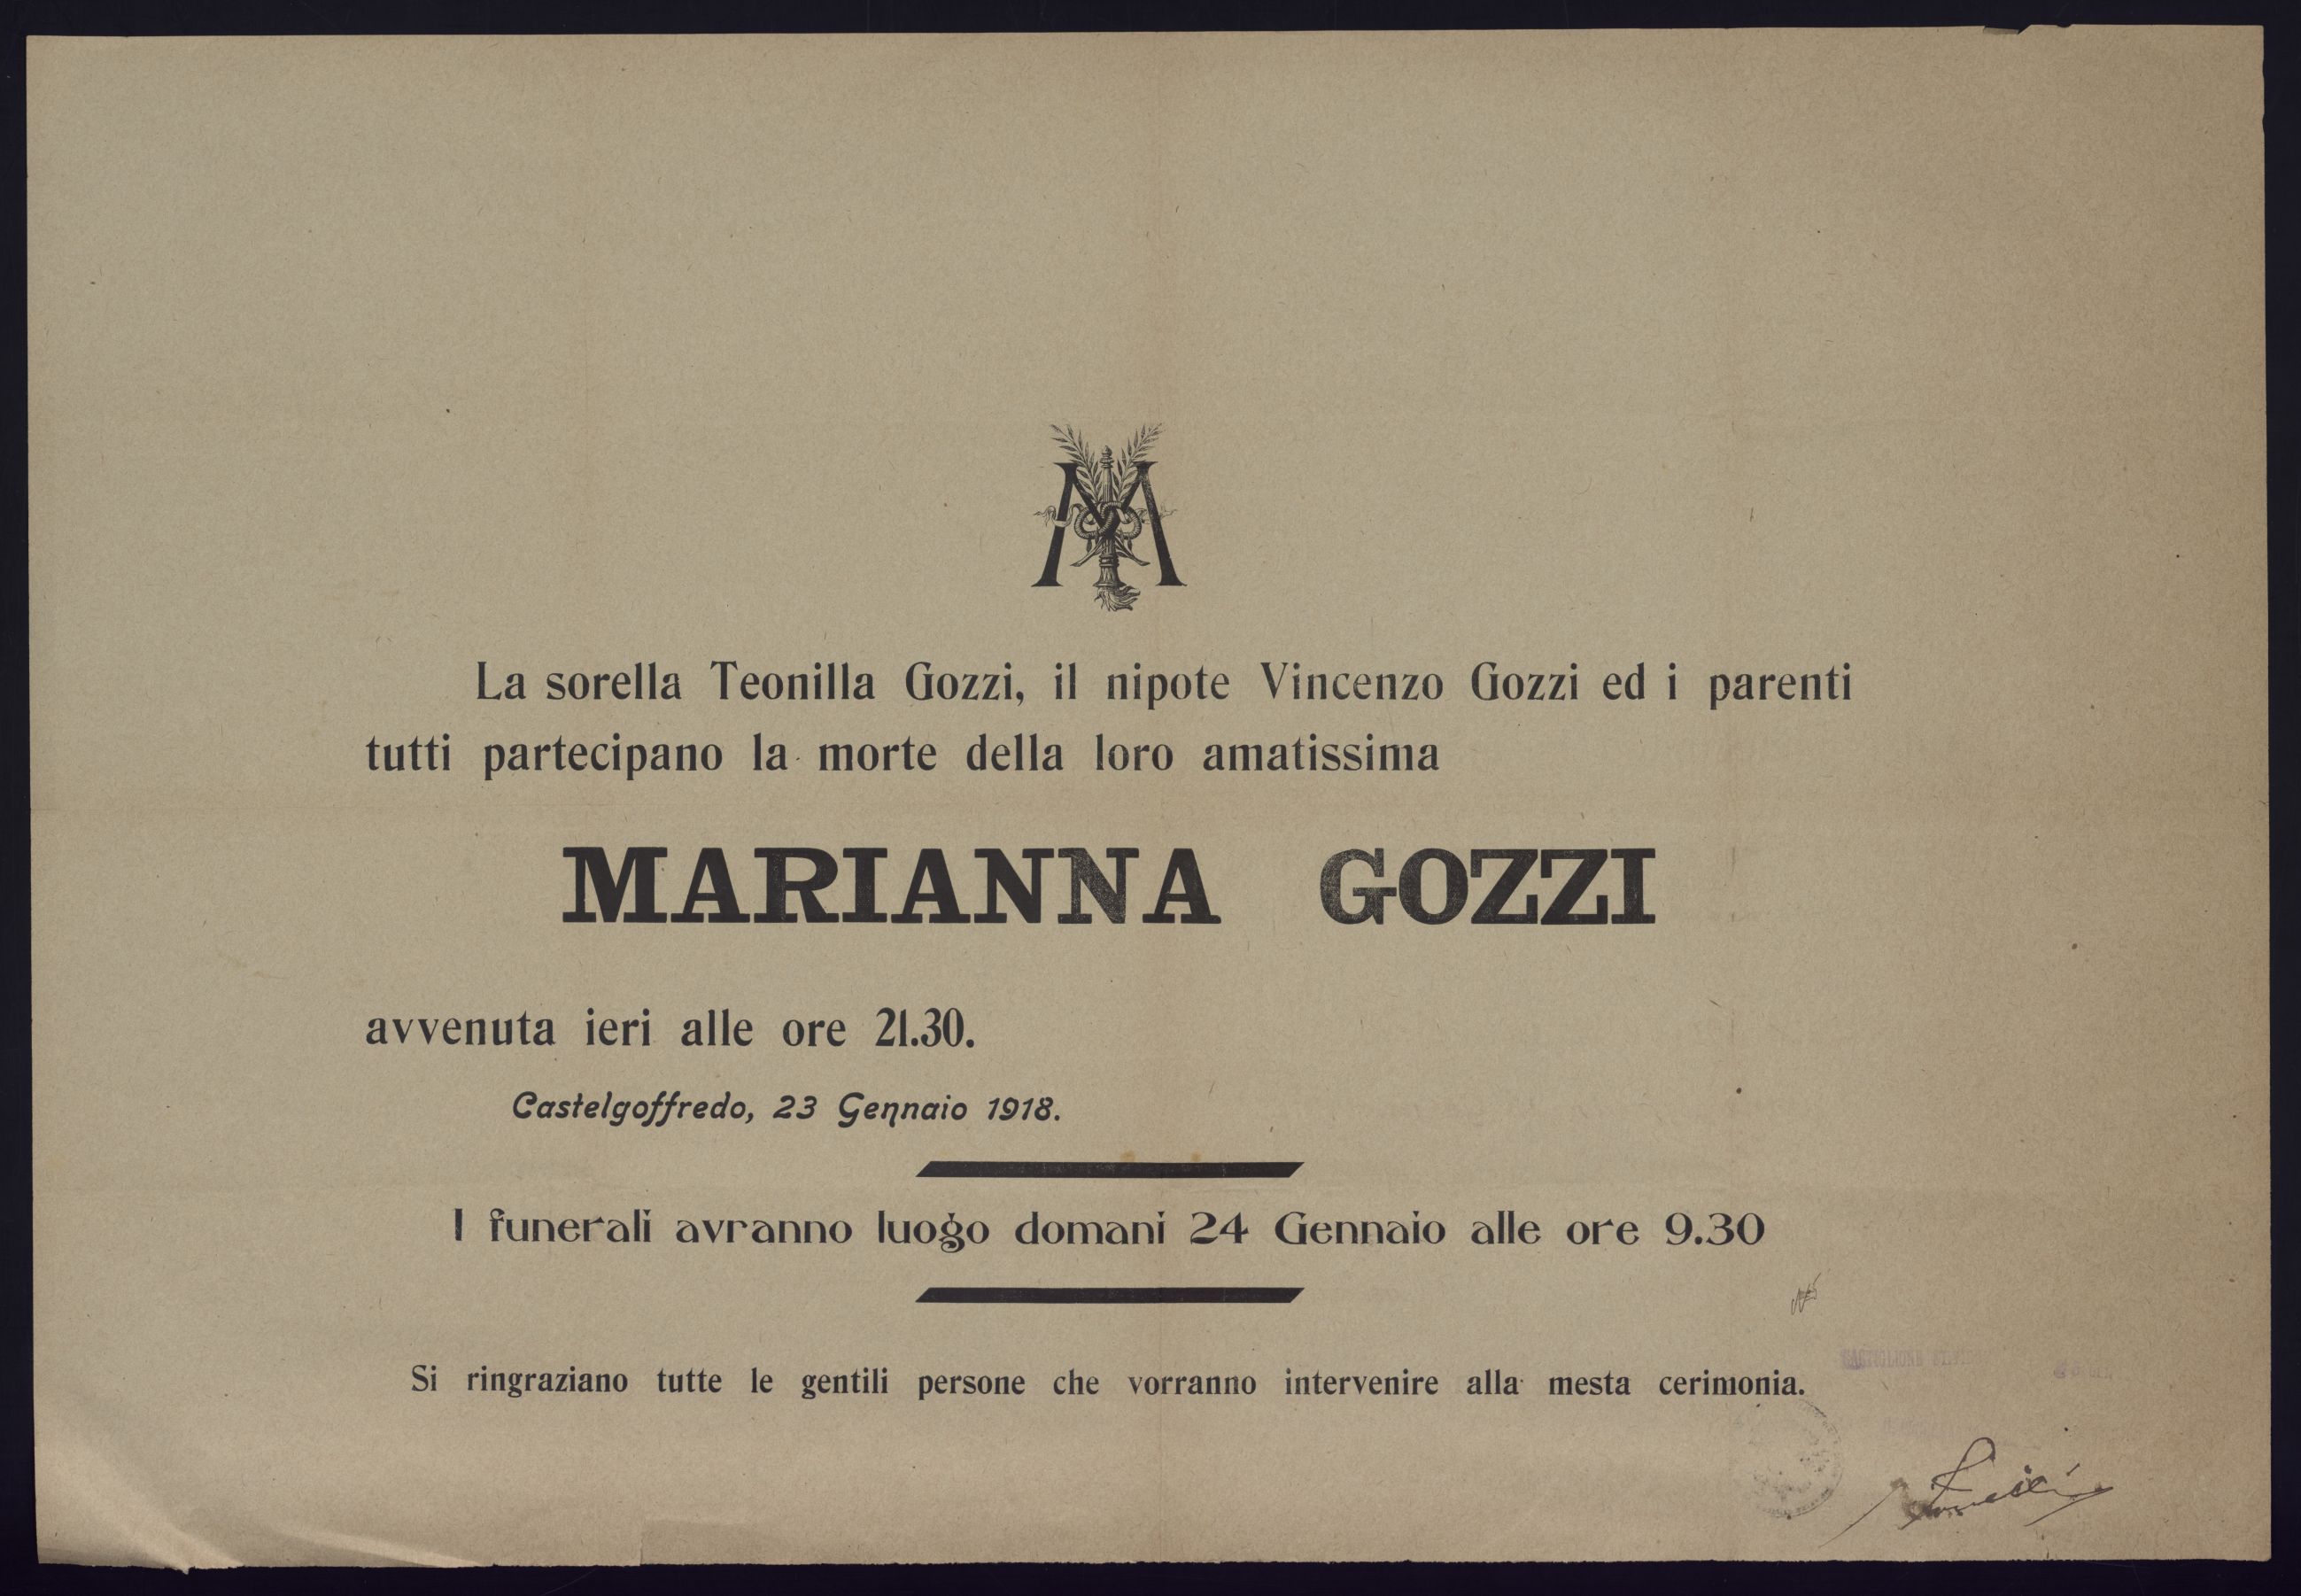 M
La sorella Teonilla Gozzi, il nipote Vincenzo Gozzi ed i parenti
tutti partecipano la morte della loro amatissima
MARIANNA GOZZI
avvenuta ieri alle ore 21.30.
Castelgoffredo, 23 Gennaio 1918.
I funerali avranno luogo domani 24 Gennaio alle ore 9.30
Si ringraziano tutte le gentili persone che vorranno intervenire alla mesta cerimonia.
CASTIGLIONE